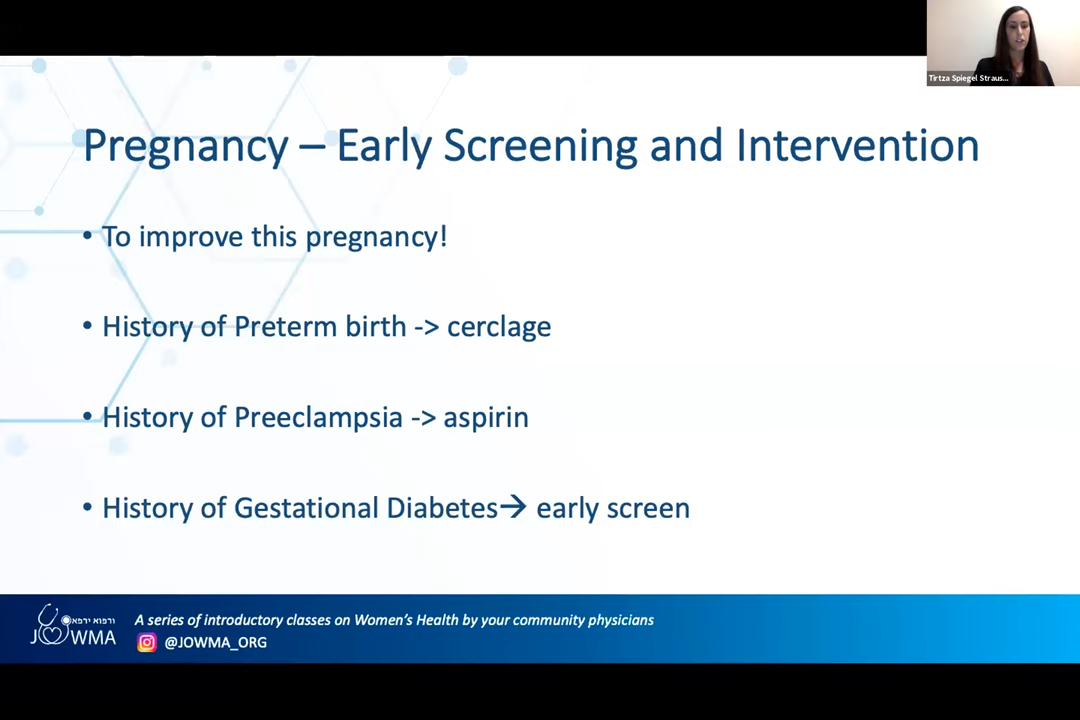 Tirtza Spiegel Straus...
Pregnancy – Early Screening and Intervention
• To improve this pregnancy!
• History of Preterm birth -> cerclage
• History of Preeclampsia -> aspirin
• History of Gestational Diabetes→ early screen
ורפוא ירפא
JOWMA
A series of introductory classes on Women's Health by your community physicians
@JOWMA_ORG